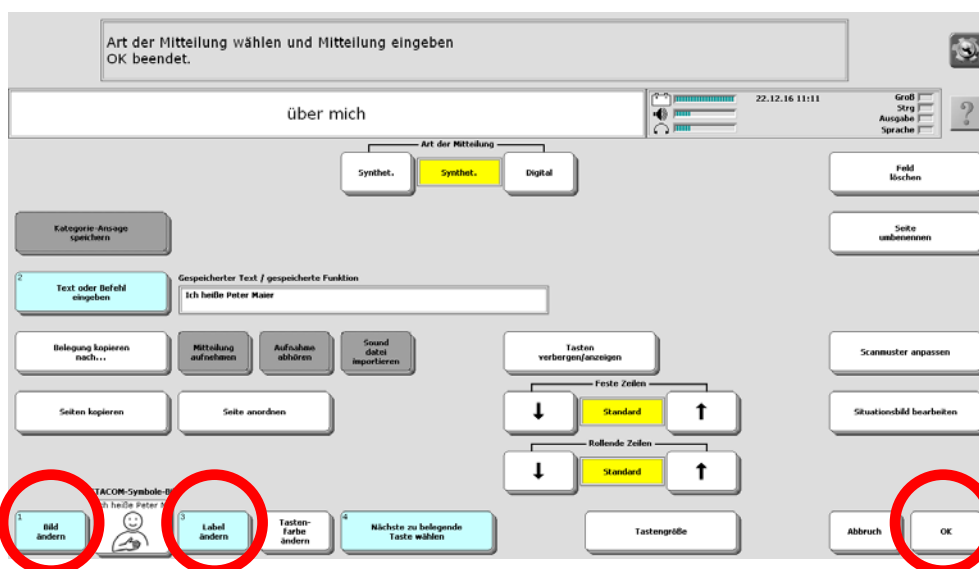 Art der Mitteilung wählen und Mitteilung eingeben
OK beendet.
über mich
22.12.16 11:11
Groß
Strg
Ausgabe
Sprache
?
Art der Mitteilung
Synthet.
Synthet.
Digital
Feld
löschen
Kategorie-Ansage
speichern
Seite
umbenennen
2
Text oder Befehl
eingeben
Gespeicherter Text / gespeicherte Funktion
Ich heiße Peter Maier
Belegung kopieren
nach...
Mitteilung
aufnehmen
Aufnahme
abhören
Sound
datei
importieren
Tasten
verbergen/anzeigen
Scanmuster anpassen
Feste Zeilen
Seiten kopieren
Seite anordnen
↓
Standard
↑
Situationsbild bearbeiten
Rollende Zeilen
↓
Standard
↑
TACOM-Symbole-B
h heiße Peter M
1
Bild
ändern
3
Label
ändern
Tasten-
Farbe
ändern
4
Nächste zu belegende
Taste wählen
Tastengröße
Abbruch
OK